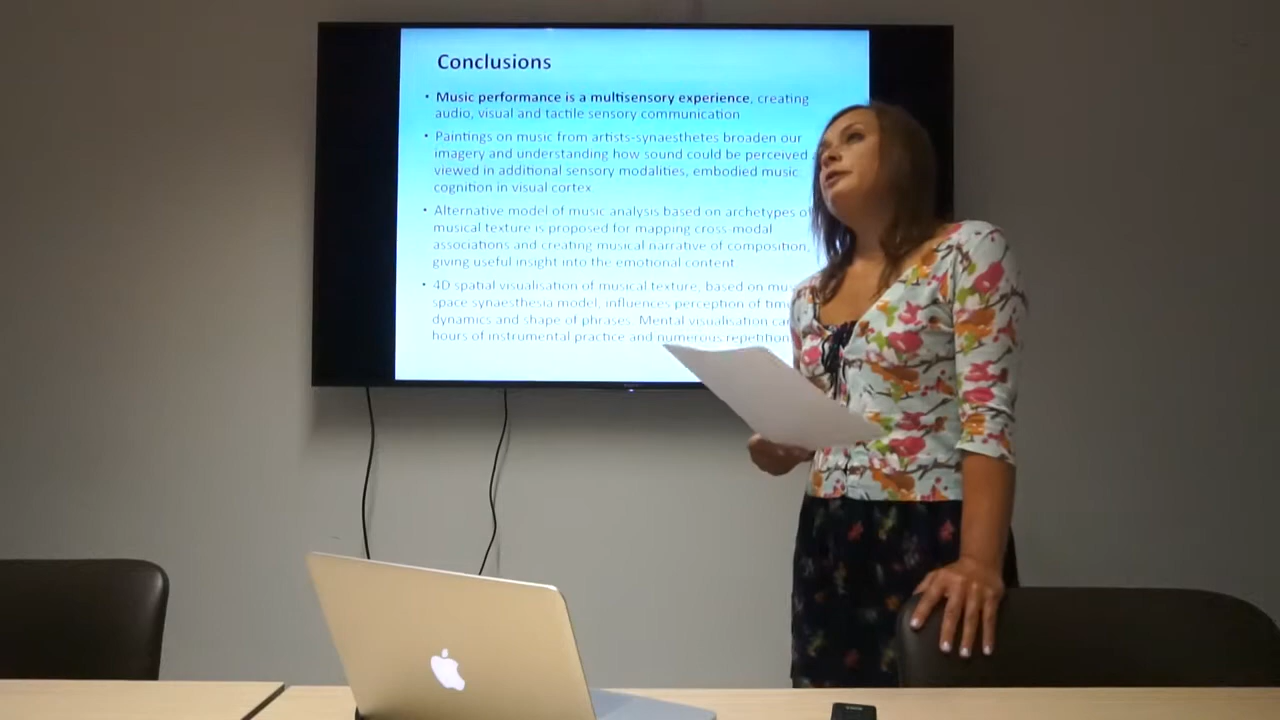 Conclusions
• Music performance is a multisensory experience, creating
audio, visual and tactile sensory communication
• Paintings on music from artists-synaesthetes broaden our
imagery and understanding how sound could be perceived
viewed in additional sensory modalities, embodied music
cognition in visual cortex
• Alternative model of music analysis based on archetypes of
musical texture is proposed for mapping cross-modal
associations and creating musical narrative of composition,
giving useful insight into the emotional content
• 4D spatial visualisation of musical texture, based on
space synaesthesia model, influences perception of
dynamics and shape of phrases. Mental visualisation
hours of instrumental practice and numerous